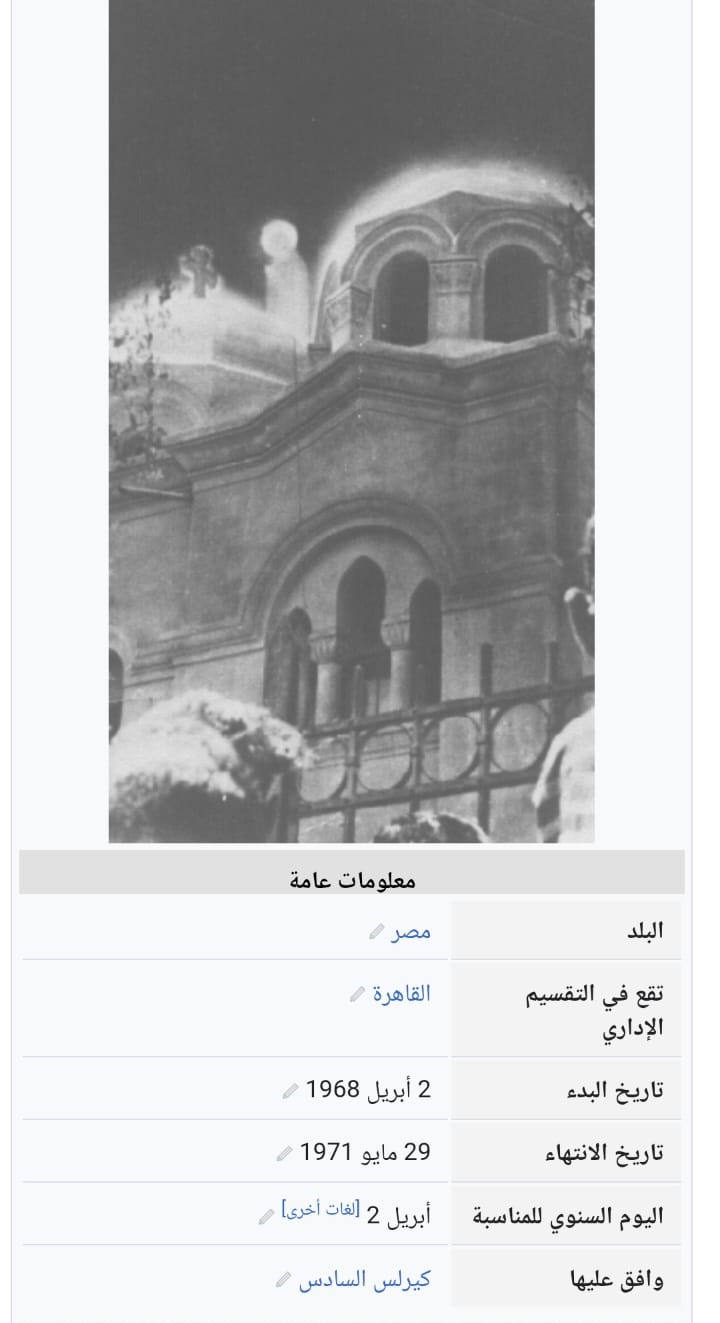 معلومات عامة
البلد مصر
تقع في التقسيم القاهرة
الإداري
تاريخ البدء 2 أبريل 1968
تاريخ الانتهاء 29 مايو 1971
اليوم السنوي للمناسبة أبريل 2 [لغات أخرى]
وافق عليها كيرلس السادس